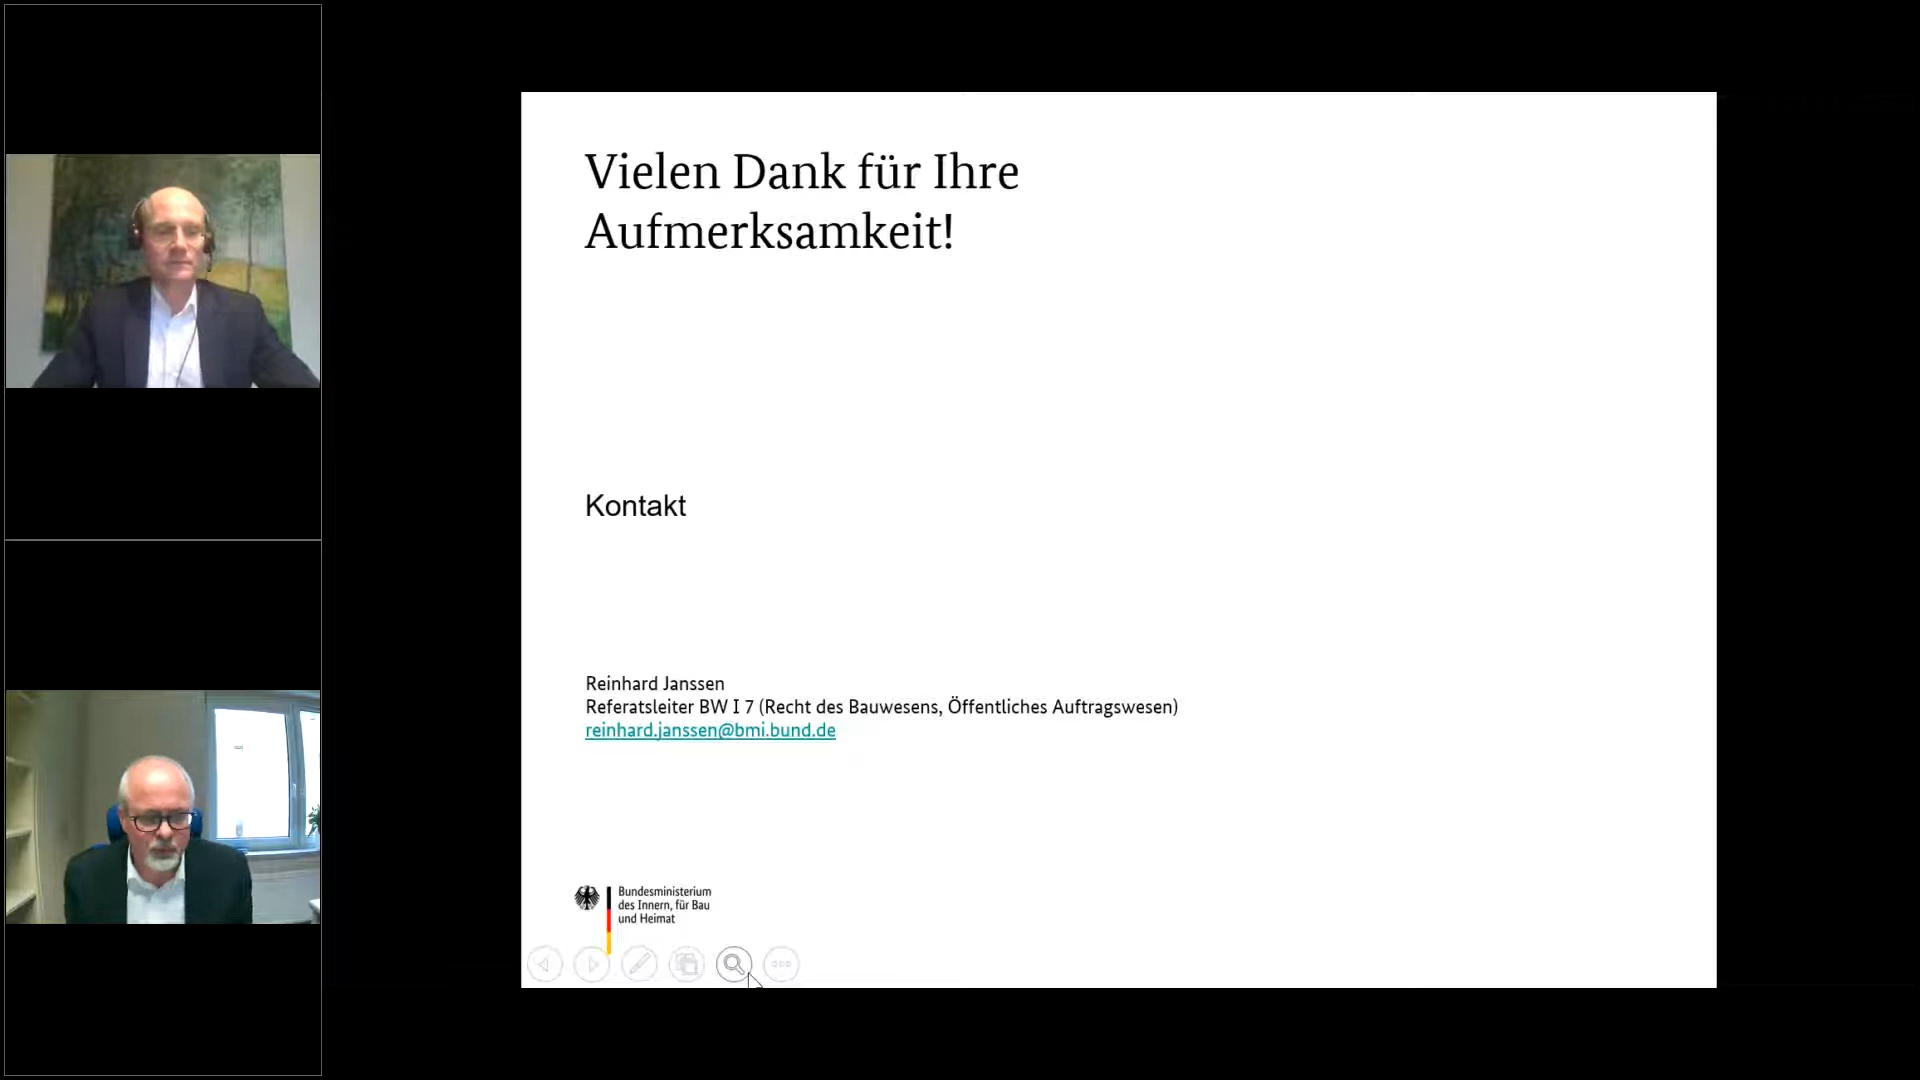 Vielen Dank für Ihre
Aufmerksamkeit!
Kontakt
Reinhard Janssen
Referatsleiter BW I 7 (Recht des Bauwesens, Öffentliches Auftragswesen)
reinhard.janssen@bmi.bund.de
Bundesministerium
des Innern, für Bau
und Heimat